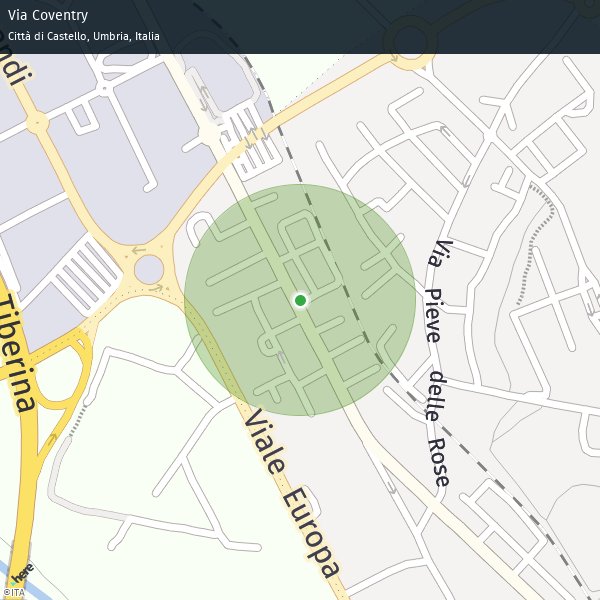 Via Coventry
Città di Castello, Umbria, Italia
ndi
Via Pieve delle Rose
Tiberina
Viale Europa
here
©ITA